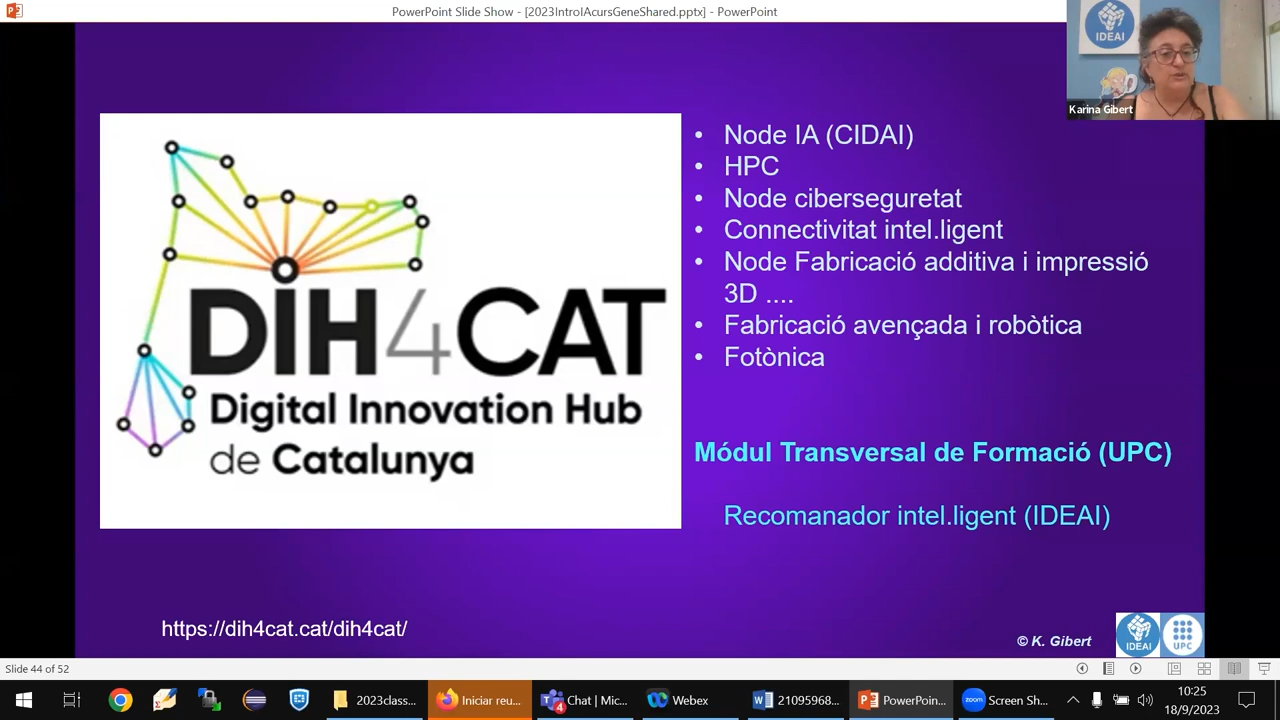 PowerPoint Slide Show - [2023IntroIAcursGeneShared.pptx] - PowerPoint
IDEAI
Karina Gibert
• Node IA (CIDAI)
• HPC
• Node ciberseguretat
• Connectivitat intel.ligent
• Node Fabricació additiva i impressió
3D ....
• Fabricació avençada i robòtica
• Fotònica
DIH4CAT
Digital Innovation Hub
de Catalunya
Módul Transversal de Formació (UPC)
Recomanador intel.ligent (IDEAI)
https://dih4cat.cat/dih4cat/
© K. Gibert
IDEAI
UPC
Slide 44 of 52
2023class...
Iniciar reu...
4
Chat | Mic...
Webex
21095968...
PowerPoin...
zoom
Screen Sh...
10:25
18/9/2023